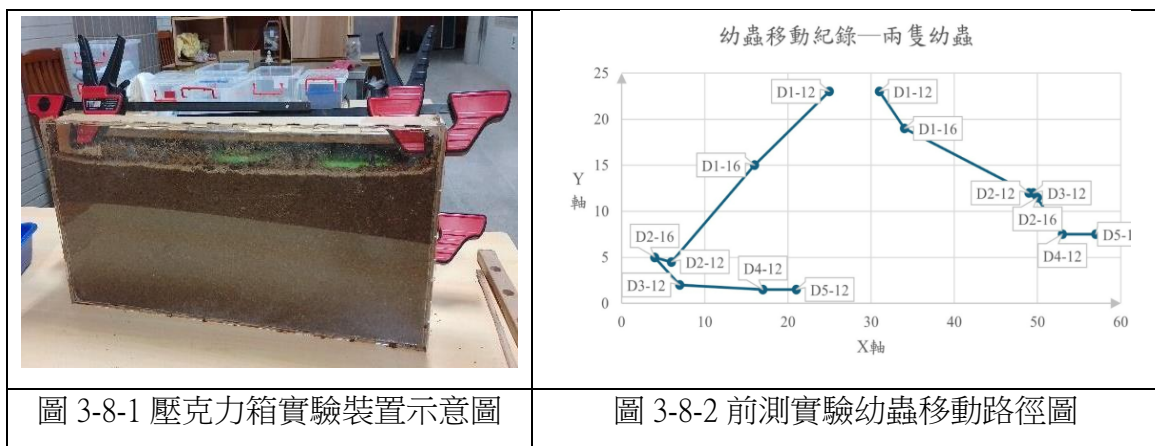 幼蟲移動紀錄—兩隻幼蟲
25
D1-12
D1-12
20
D1-16
15
D1-16
Y
軸
D2-12
D3-12
10
D2-16
D2-16
D5-1
D4-12
5
D2-12
D4-12
D3-12
D5-12
0
0 10 20 30 40 50 60
X軸
圖 3-8-1 壓克力箱實驗裝置示意圖
圖 3-8-2 前測實驗幼蟲移動路徑圖